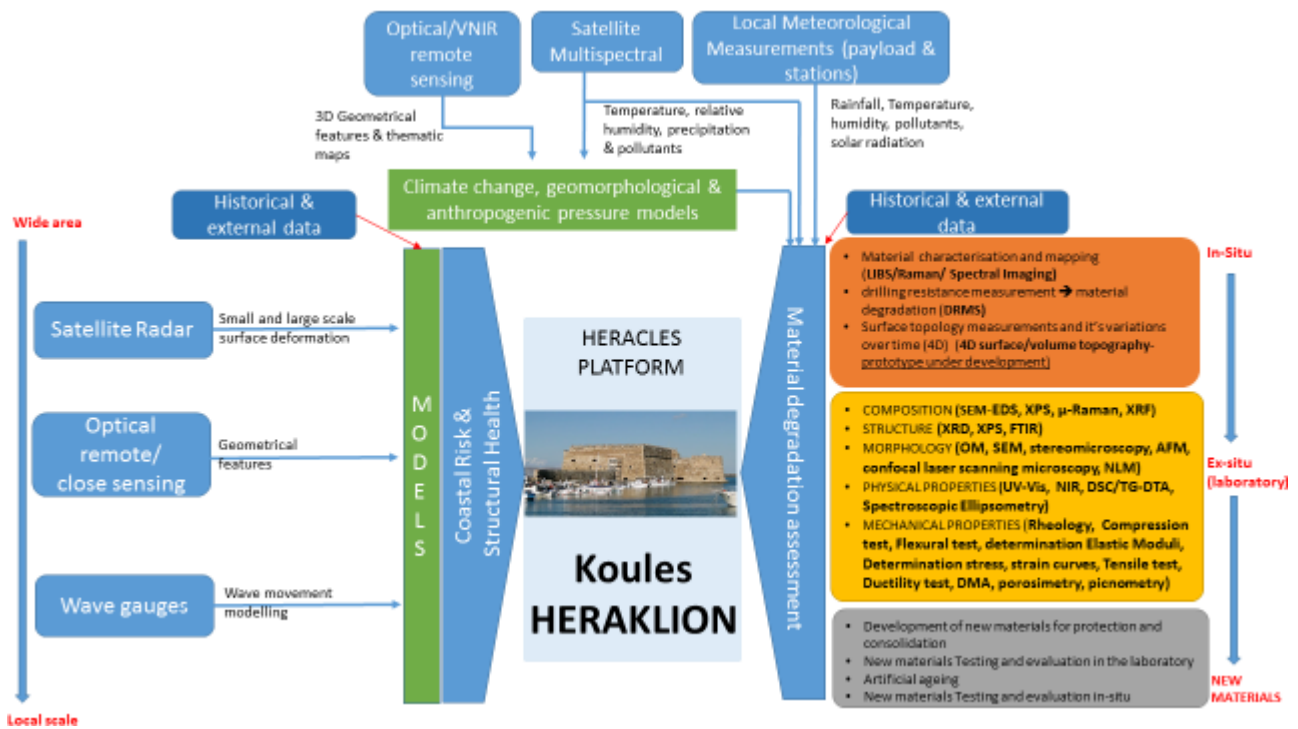 Optical/VNIR
remote
sensing
Satellite
Multispectral
Local Meteorological
Measurements (payload &
stations)
3D Geometrical
features & thematic
maps
Temperature, relative
humidity, precipitation
& pollutants
Rainfall, Temperature,
humidity, pollutants,
solar radiation
Climate change, geomorphological &
anthropogenic pressure models
Historical &
external data
Historical & external
data
Wide area
Satellite Radar
Small and large scale
surface deformation
Optical
remote/
close sensing
Geometrical
features
Wave gauges
Wave movement
modelling
Local scale
MODELS
Coastal Risk &
Structural Health
HERACLES
PLATFORM
Koules
HERAKLION
Material degradation assessment
• Material characterisation and mapping
(LIBS/Raman/ Spectral Imaging)
• drilling resistance measurement ➔ material
degradation (DRMS)
• Surface topology measurements and it's variations
over time (4D) (4D surface/volume topography-
prototype under development)
• COMPOSITION (SEM-EDS, XPS, μ-Raman, XRF)
• STRUCTURE (XRD, XPS, FTIR)
• MORPHOLOGY (OM, SEM, stereomicroscopy, AFM,
confocal laser scanning microscopy, NLM)
• PHYSICAL PROPERTIES (UV-Vis, NIR, DSC/TG-DTA,
Spectroscopic Ellipsometry)
• MECHANICAL PROPERTIES (Rheology, Compression
test, Flexural test, determination Elastic Moduli,
Determination stress, strain curves, Tensile test,
Ductility test, DMA, porosimetry, picnometry)
• Development of new materials for protection and
consolidation
• New materials Testing and evaluation in the laboratory
• Artificial ageing
• New materials Testing and evaluation in-situ
In-Situ
Ex-situ
(laboratory)
NEW
MATERIALS